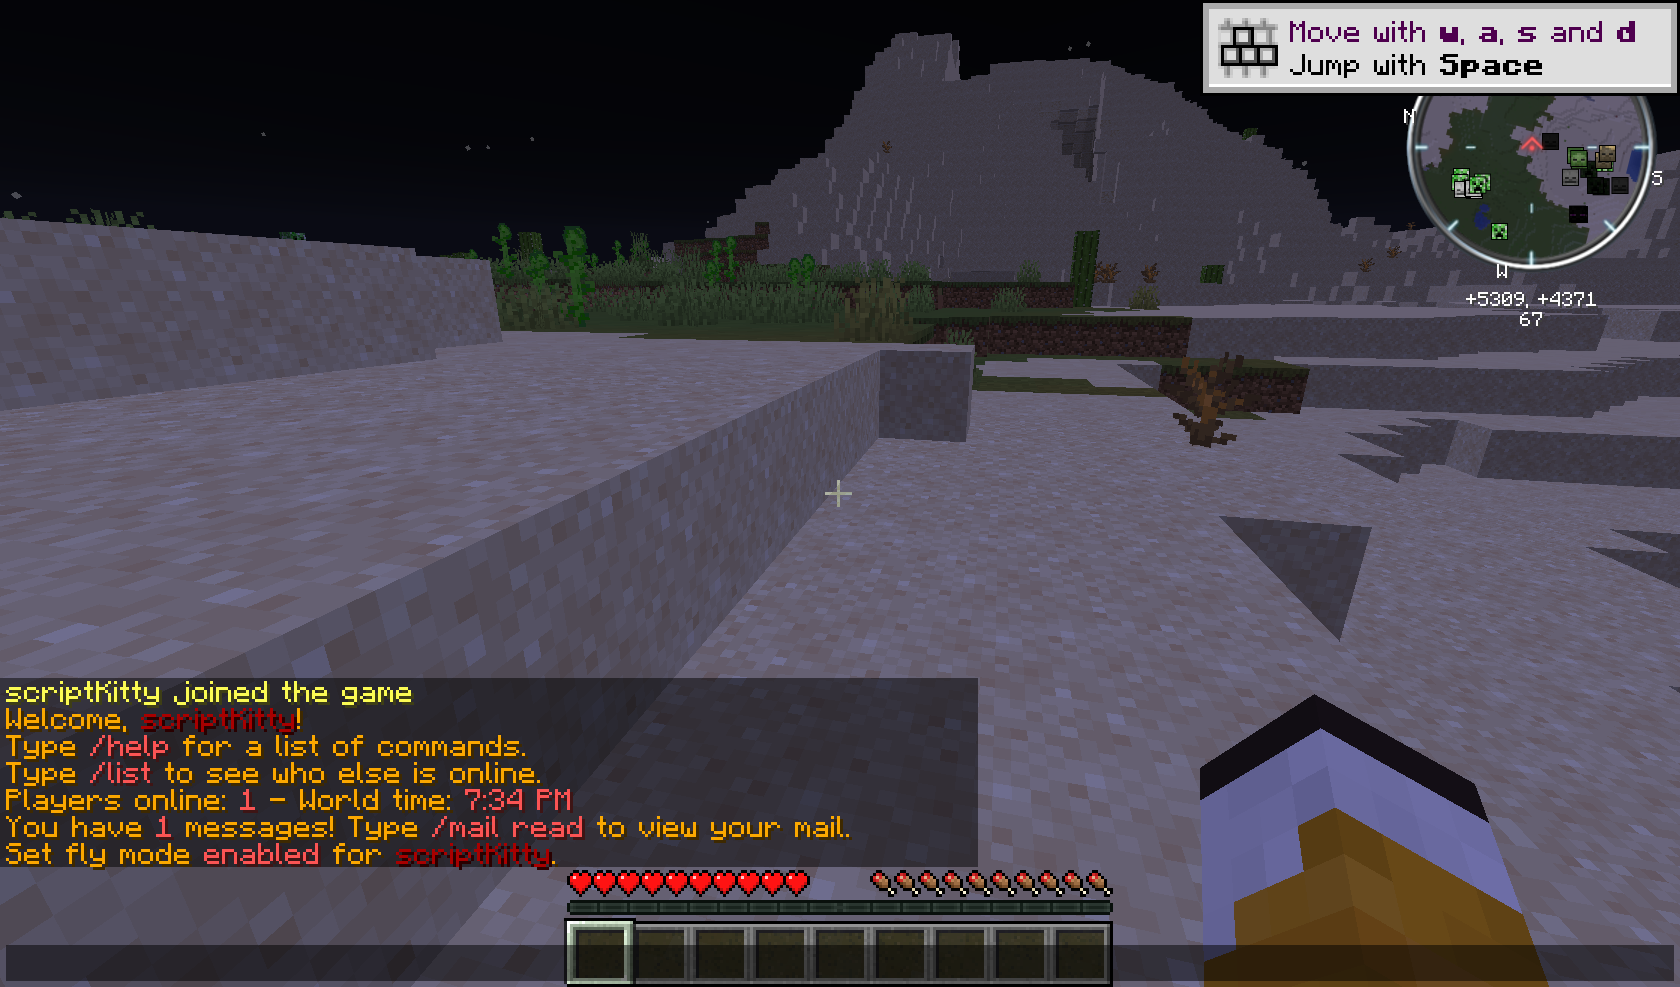 Move with w, a, s and d
Jump with Space
N
S
W
+5309, +4371
67
scriptKitty joined the game
Welcome, scriptKitty!
Type /help for a list of commands.
Type /list to see who else is online.
Players online: 1 – World time: 7:34 PM
You have 1 messages! Type /mail read to view your mail.
Set fly mode enabled for scriptKitty.